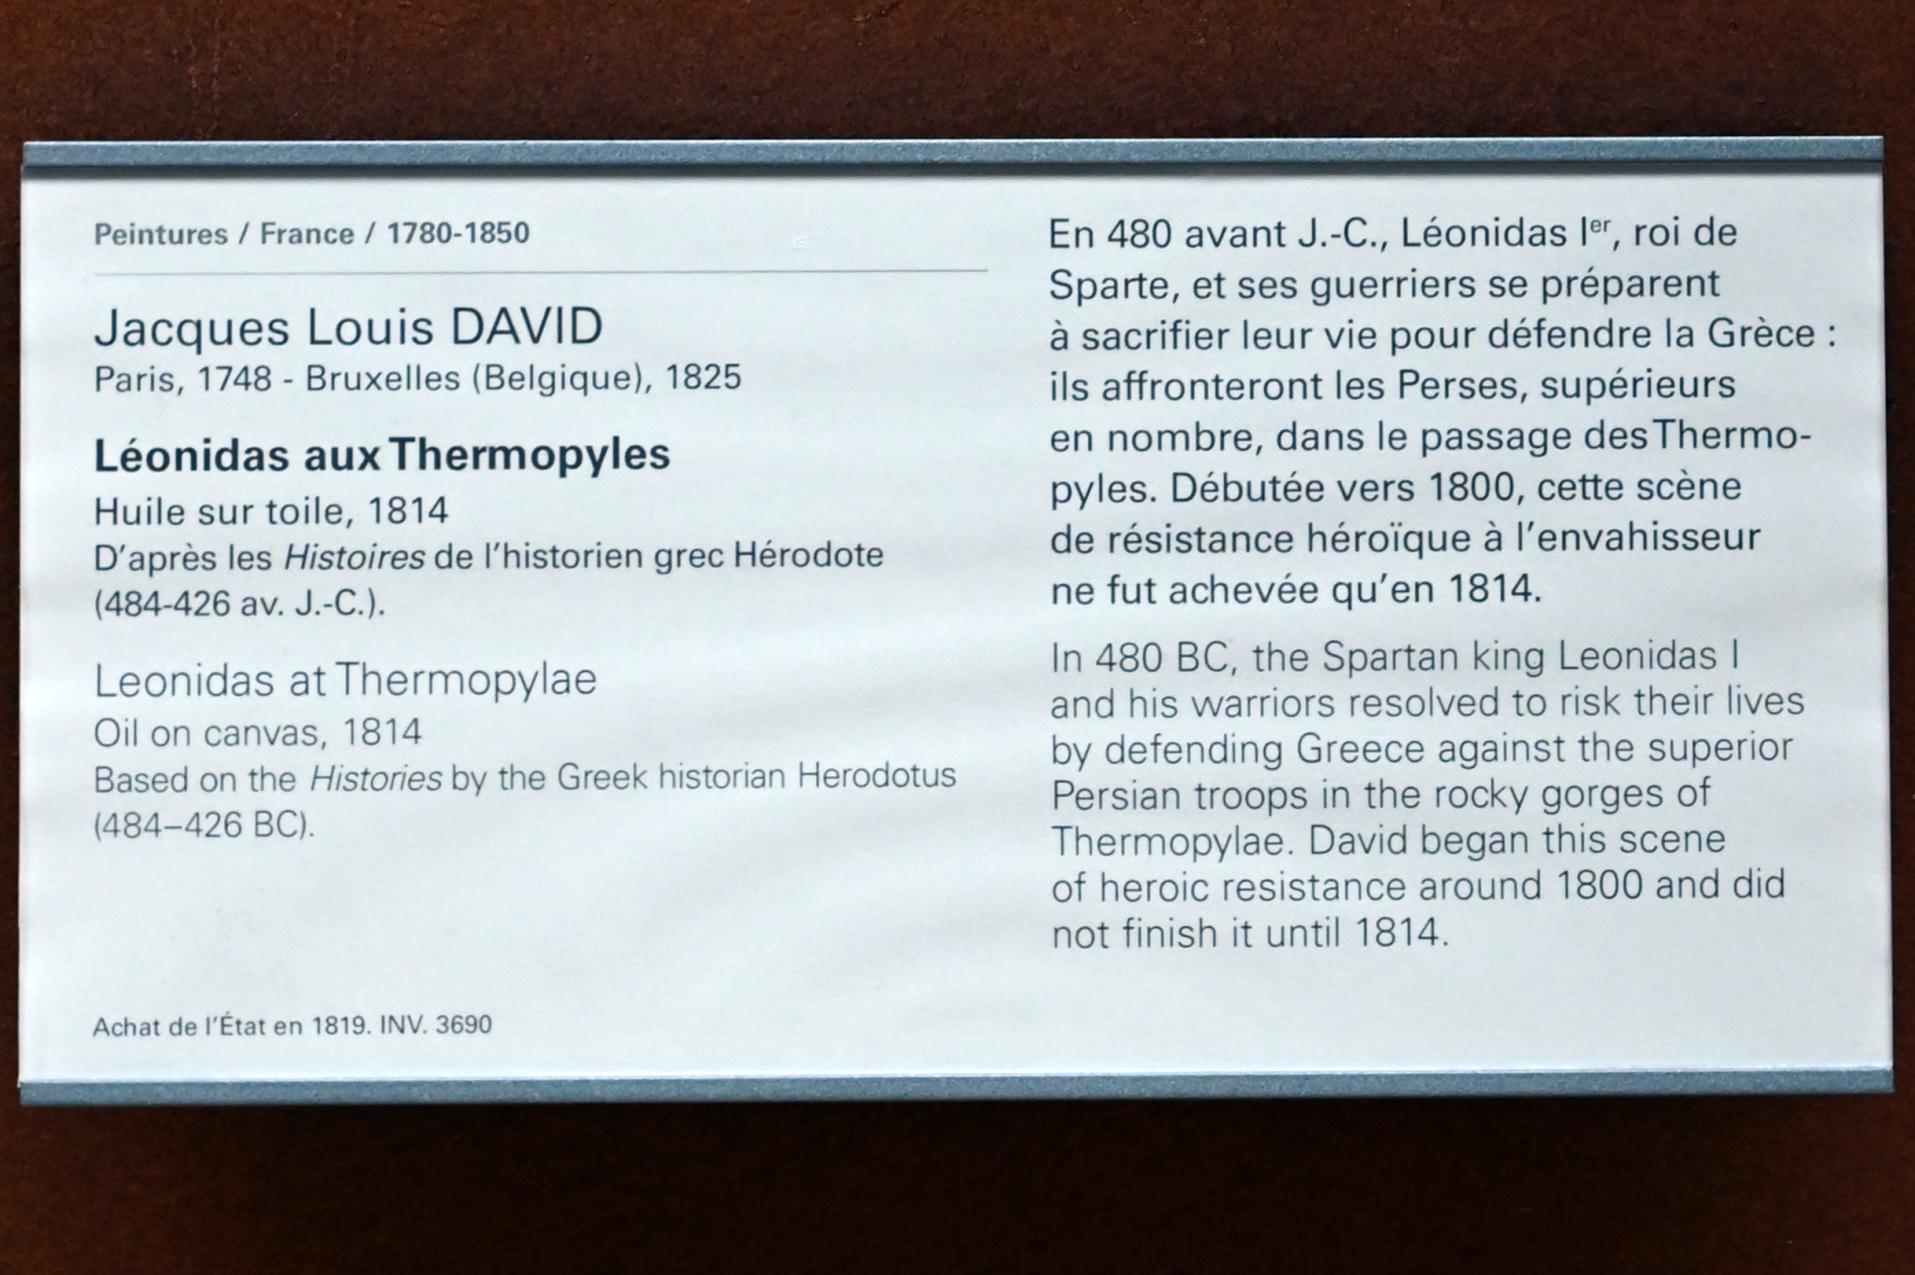 Peintures / France / 1780-1850
Jacques Louis DAVID
Paris, 1748 - Bruxelles (Belgique), 1825
Léonidas aux Thermopyles
Huile sur toile, 1814
D'après les Histoires de l'historien grec Hérodote
(484-426 av. J.-C.).
Leonidas at Thermopylae
Oil on canvas, 1814
Based on the Histories by the Greek historian Herodotus
(484–426 BC).
Achat de l'État en 1819. INV. 3690
En 480 avant J.-C., Léonidas Ier, roi de
Sparte, et ses guerriers se préparent
à sacrifier leur vie pour défendre la Grèce :
ils affronteront les Perses, supérieurs
en nombre, dans le passage des Thermo-
pyles. Débutée vers 1800, cette scène
de résistance héroïque à l'envahisseur
ne fut achevée qu'en 1814.
In 480 BC, the Spartan king Leonidas I
and his warriors resolved to risk their lives
by defending Greece against the superior
Persian troops in the rocky gorges of
Thermopylae. David began this scene
of heroic resistance around 1800 and did
not finish it until 1814.